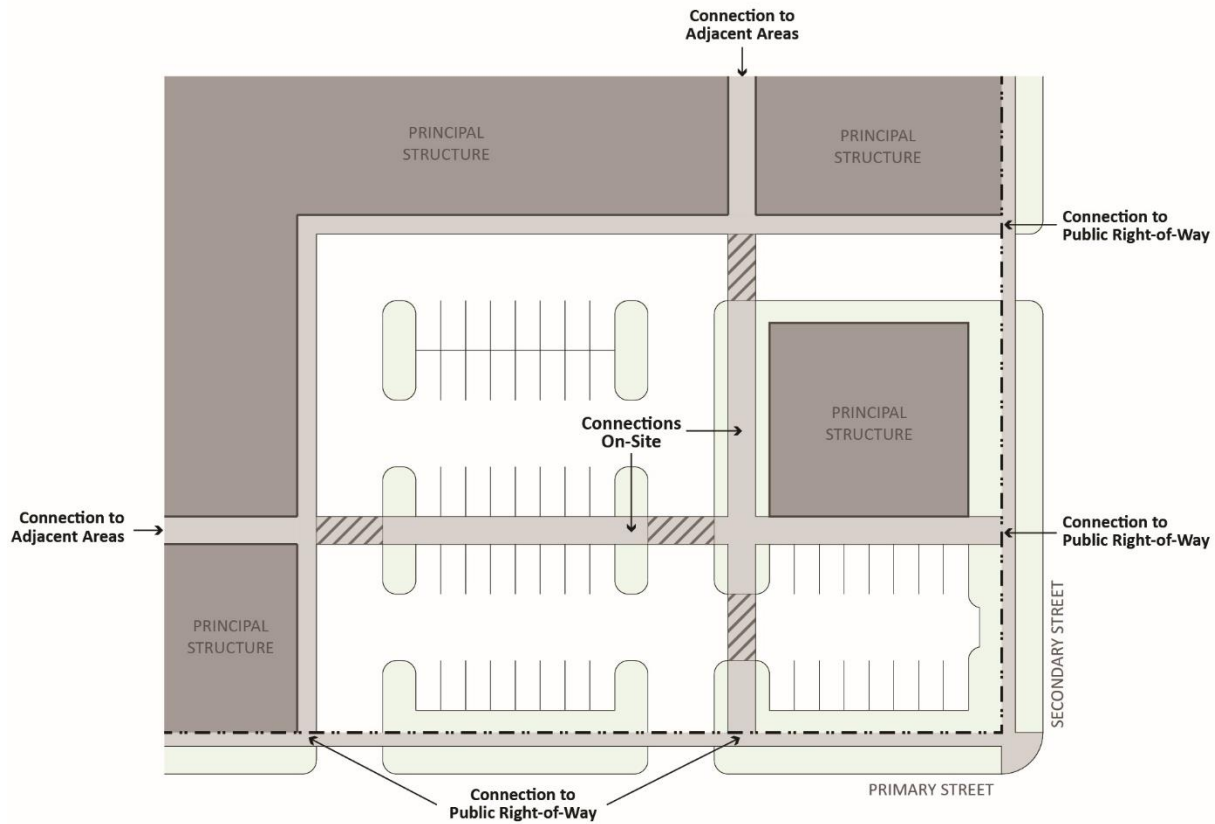 Connection to
Adjacent Areas
PRINCIPAL
STRUCTURE
PRINCIPAL
STRUCTURE
Connection to
Public Right-of-Way
Connections
On-Site
PRINCIPAL
STRUCTURE
Connection to
Adjacent Areas
Connection to
Public Right-of-Way
PRINCIPAL
STRUCTURE
SECONDARY STREET
Connection to
Public Right-of-Way
PRIMARY STREET